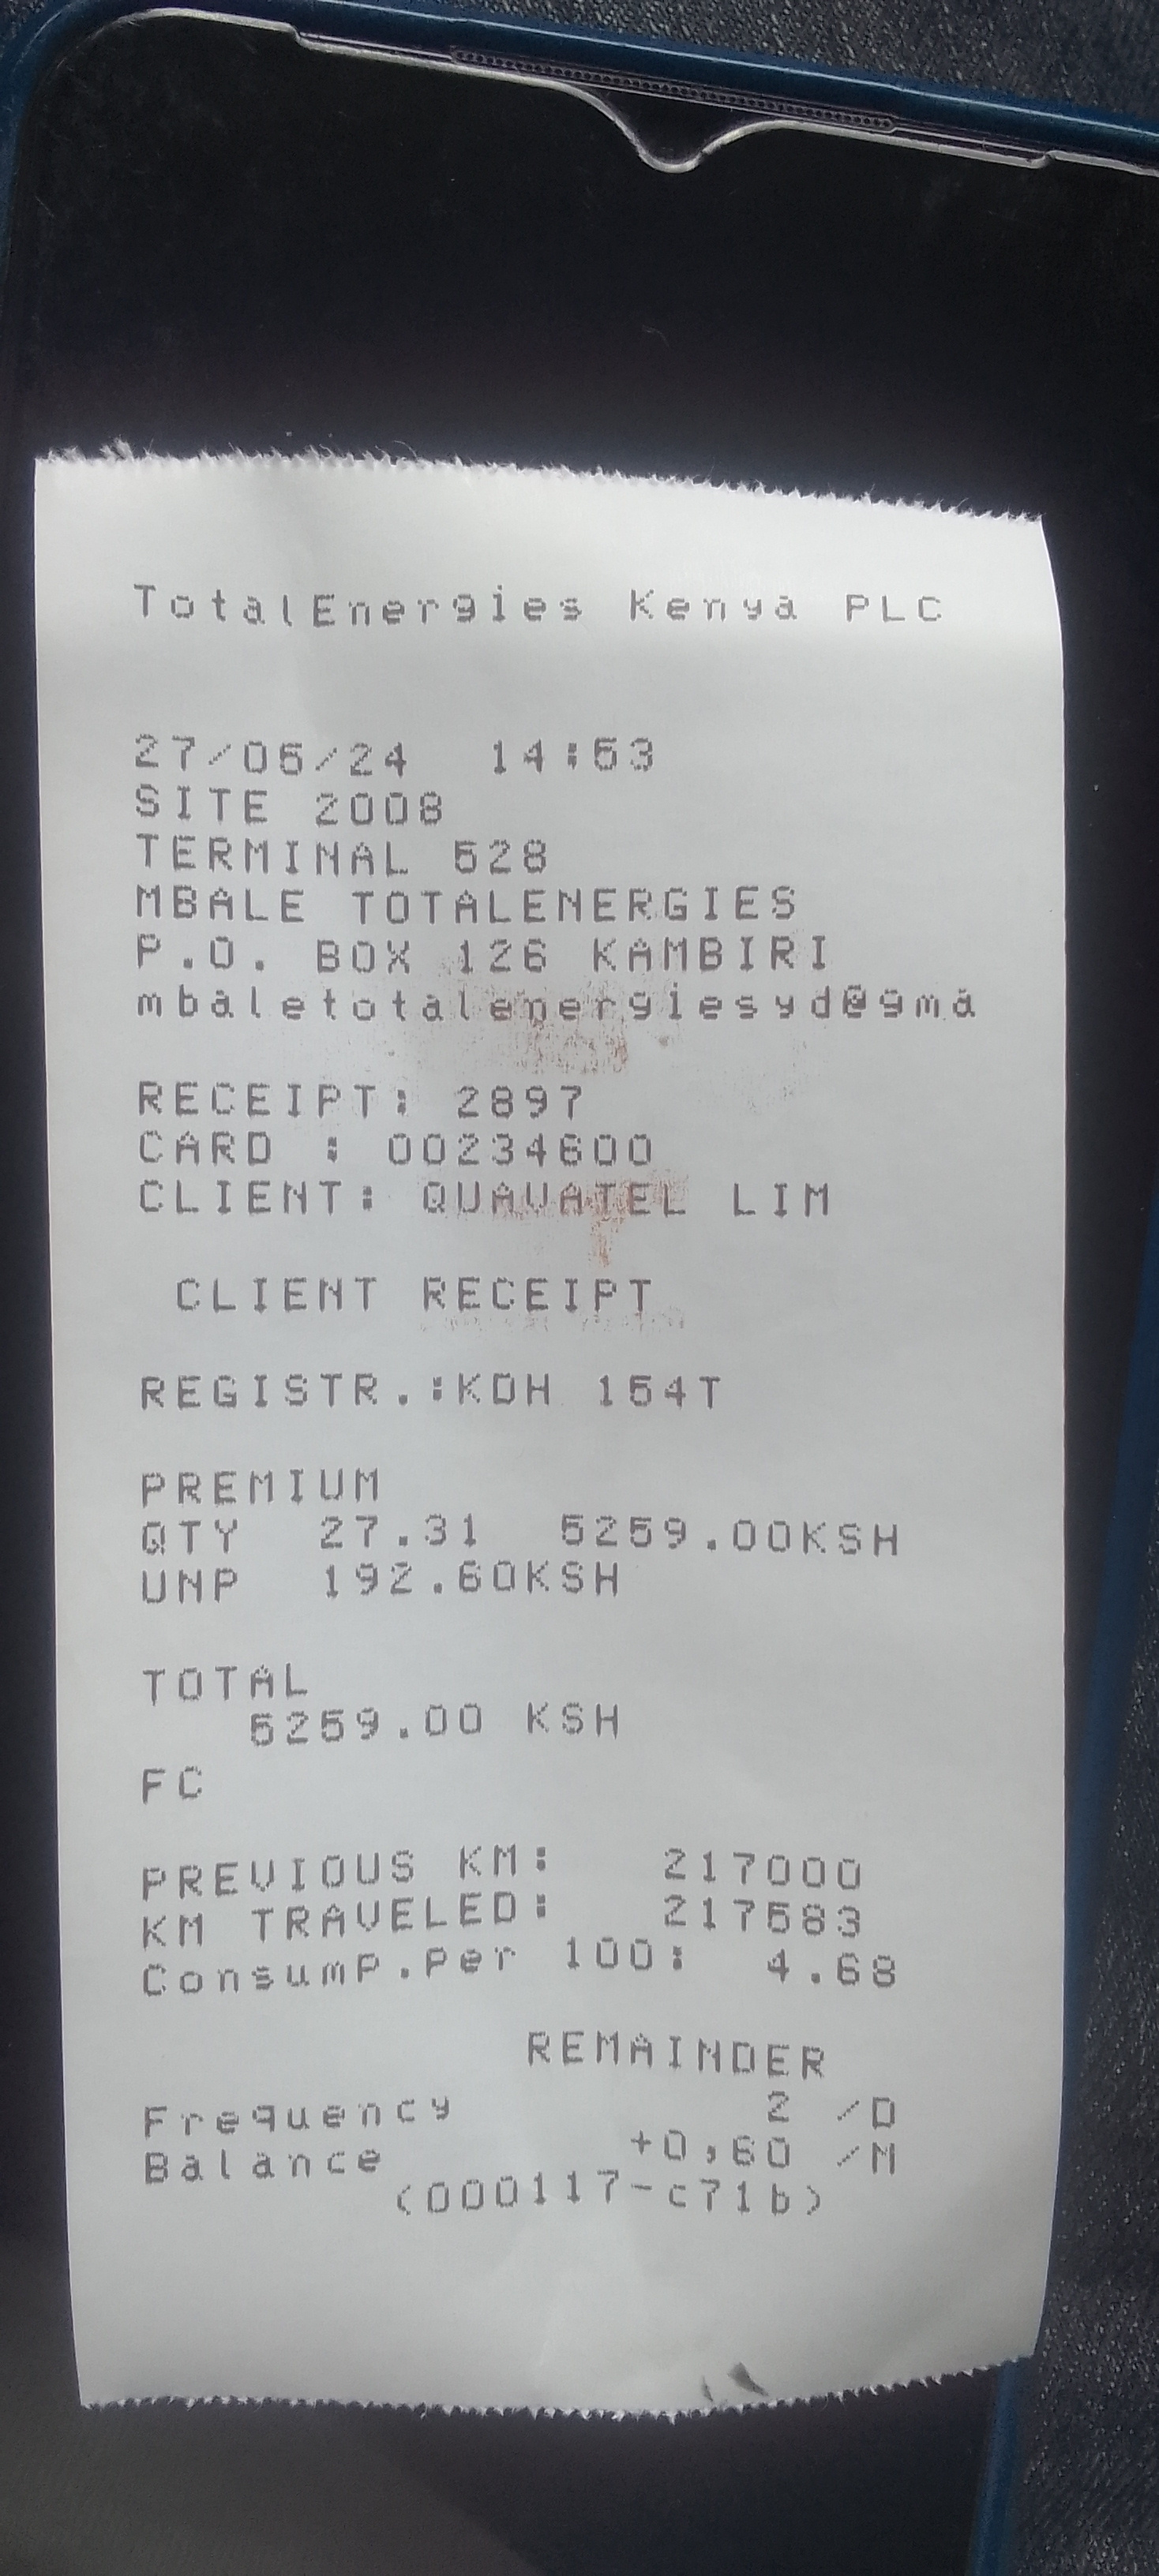 TotalEnergies Kenya PLC
27/05/24 14:53
SITE 2008
TERMINAL 528
MBALE TOTALENERGIES
P.O. BOX 126 KAMBIRI
mbaletotalenergiesyd@gma
RECEIPT: 2897
CARD : 00234600
CLIENT: QUAVATEL LIM
CLIENT RECEIPT
REGISTR.:KDH 154T
PREMIUM
QTY 27.31 5259.00KSH
UNP 192.60KSH
TOTAL
5259.00 KSH
FC
PREVIOUS KM: 217000
KM TRAVELED: 217583
Consump.per 100: 4.68
REMAINDER
Frequency 2 /D
Balance +0,60 /M
(000117-c71b)